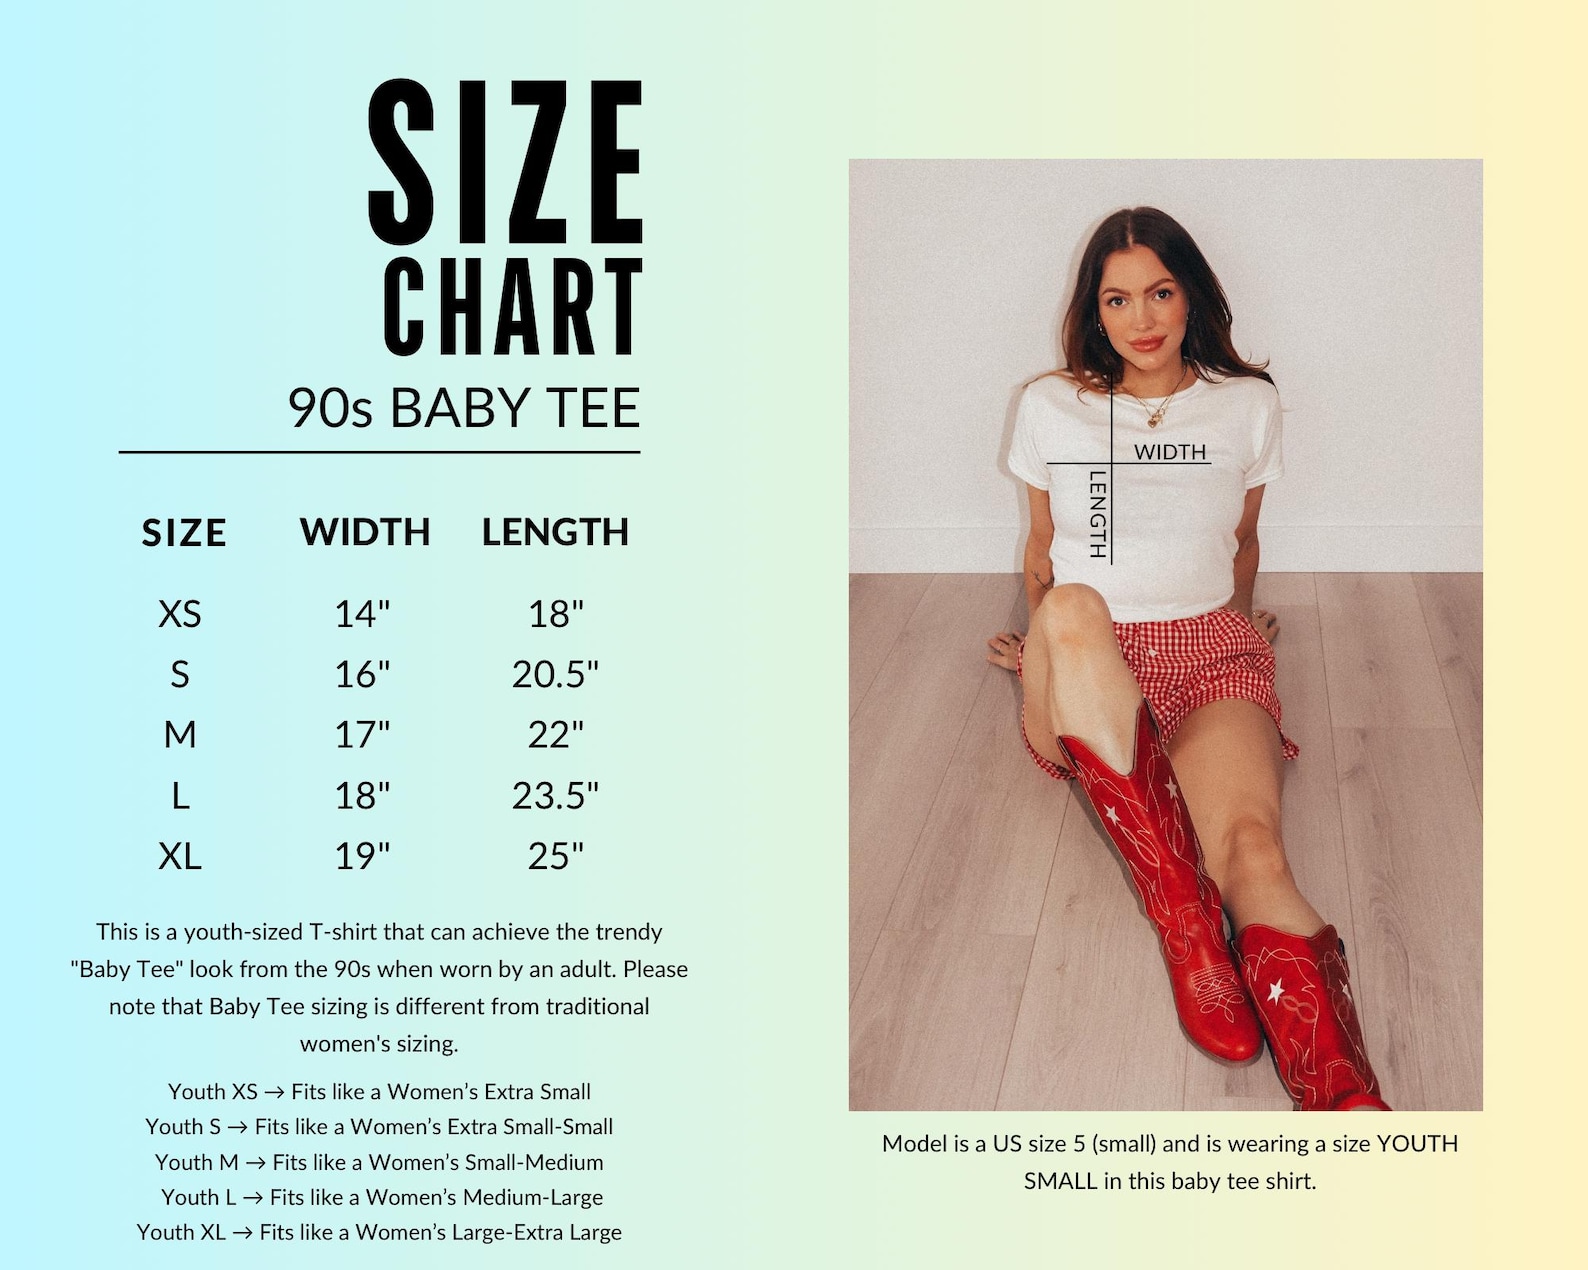 SIZE
CHART
90s BABY TEE
SIZE WIDTH LENGTH
XS 14" 18"
S 16" 20.5"
M 17" 22"
L 18" 23.5"
XL 19" 25"
This is a youth-sized T-shirt that can achieve the trendy
"Baby Tee" look from the 90s when worn by an adult. Please
note that Baby Tee sizing is different from traditional
women's sizing.
Youth XS → Fits like a Women’s Extra Small
Youth S → Fits like a Women’s Extra Small-Small
Youth M → Fits like a Women’s Small-Medium
Youth L → Fits like a Women’s Medium-Large
Youth XL → Fits like a Women’s Large-Extra Large
WIDTH
LENGTH
Model is a US size 5 (small) and is wearing a size YOUTH
SMALL in this baby tee shirt.